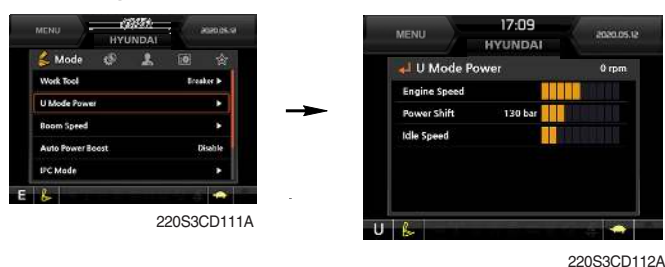 MENU
HYUNDAI
2020.05.12
Mode
Work Tool Breaker ▶
U Mode Power ▶
Boom Speed ▶
Auto Power Boost Disable
IPC Mode ▶
E
220S3CD111A
MENU 17:09 2020.05.12
HYUNDAI
U Mode Power 0 rpm
Engine Speed
Power Shift 130 bar
Idle Speed
U
220S3CD112A